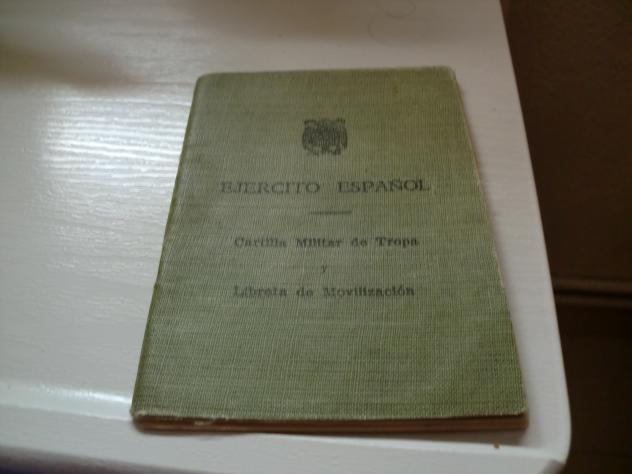 EJERCITO ESPAÑOL
Cartilla Militar de Tropa
y
Libreta de Movilización